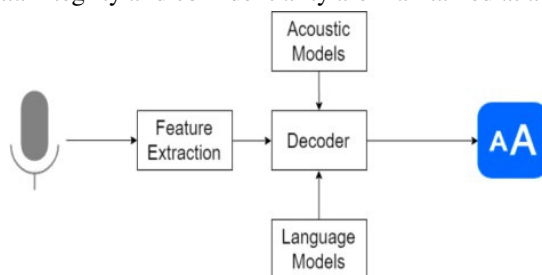 Acoustic
Models
Feature
Extraction
Decoder
AA
Language
Models